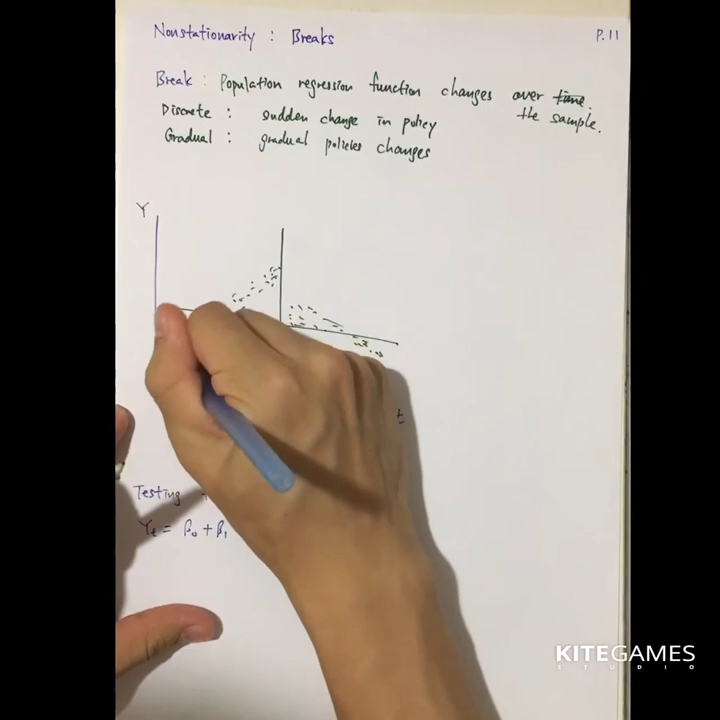 Nonstationarity : Breaks
P.11
Break : Population regression function changes over time.
the sample.
Discrete : sudden change in policy
Gradual : gradual policies changes
Y
t
Testing
Yt = β0 + β1
KITEGAMES
STUDIO